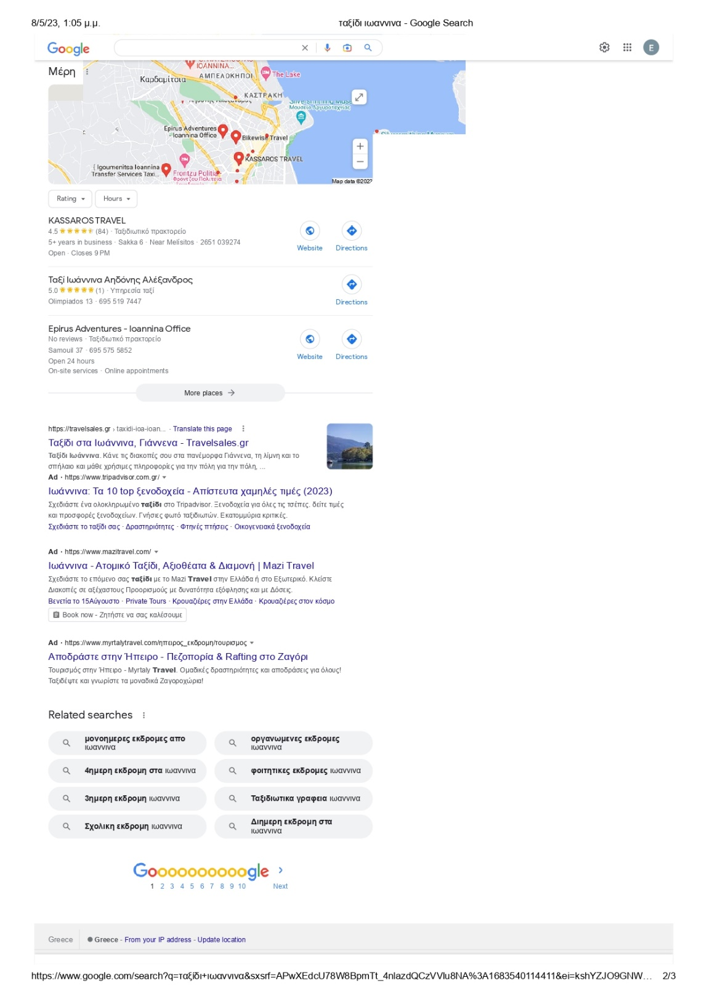 8/5/23, 1:05 μ.μ.
ταξίδι ιωαννινα - Google Search
Google
E
Μέρη
ΙΟΑΝΝΙΝΑ...
Καρδαμίτσια
ΑΜΠΕΛΟΚΗΠΟΙ
The Lake
ΚΑΣΤΡΑΚΗ
Μουσείο Αργυροτεχνίας
Epirus Adventures
- Ioannina Office
Bikewise Travel
KASSAROS TRAVEL
( Igoumenitsa Ioannina
Transfer Services Taxi...
Frontzu Politia
Φρόντζου Πολιτεία
Map data ©2023
Rating
Hours
KASSAROS TRAVEL
4.5 (84) · Ταξιδιωτικό πρακτορείο
5+ years in business · Sakka 6 · Near Melísitos · 2651 039274
Open · Closes 9 PM
Website
Directions
Ταξί Ιωάννινα Αηδόνης Αλέξανδρος
5.0 (1) · Υπηρεσία ταξί
Olimpiados 13 · 695 519 7447
Directions
Epirus Adventures - Ioannina Office
No reviews · Ταξιδιωτικό πρακτορείο
Samouil 37 · 695 575 5852
Open 24 hours
On-site services · Online appointments
Website
Directions
More places
https://travelsales.gr › taxidi-ioa-ioan... · Translate this page
Ταξίδι στα Ιωάννινα, Γιάννενα - Travelsales.gr
Ταξίδι Ιωάννινα. Κάνε τις διακοπές σου στα πανέμορφα Γιάννενα, τη λίμνη και το
σπήλαιο και μάθε χρήσιμες πληροφορίες για την πόλη για την πόλη, ...
Ad · https://www.tripadvisor.com.gr/
Ιωάννινα: Τα 10 top ξενοδοχεία - Απίστευτα χαμηλές τιμές (2023)
Σχεδιάστε ένα ολοκληρωμένο ταξίδι στο Tripadvisor. Ξενοδοχεία για όλες τις τσέπες. δείτε τιμές
και προσφορές ξενοδοχείων. Γνήσιες φωτό ταξιδιωτών. Εκατομμύρια κριτικές.
Σχεδιάστε το ταξίδι σας · Δραστηριότητες · Φτηνές πτήσεις · Οικογενειακά ξενοδοχεία
Ad · https://www.mazitravel.com/
Ιωάννινα - Ατομικό Ταξίδι, Αξιοθέατα & Διαμονή | Mazi Travel
Σχεδιάστε το επόμενο σας ταξίδι με το Mazi Travel στην Ελλάδα ή στο Εξωτερικό. Κλείστε
Διακοπές σε αξέχαστους Προορισμούς με δυνατότητα εξόφλησης και με Δόσεις.
Βενετία το 15Αύγουστο · Private Tours · Κρουαζιέρες στην Ελλάδα · Κρουαζιέρες στον κόσμο
Book now - Ζητήστε να σας καλέσουμε
Ad · https://www.myrtalytravel.com/ηπειρος_εκδρομη/τουρισμος
Αποδράστε στην Ήπειρο - Πεζοπορία & Rafting στο Ζαγόρι
Τουρισμός στην Ήπειρο - Myrtaly Travel. Ομαδικές δραστηριότητες και αποδράσεις για όλους!
Ταξιδέψτε και γνωρίστε τα μοναδικά Ζαγοροχώρια!
Related searches
μονοημερες εκδρομες απο
ιωαννινα
οργανωμενες εκδρομες
ιωαννινα
4ημερη εκδρομη στα ιωαννινα
φοιτητικες εκδρομες ιωαννινα
3ημερη εκδρομη ιωαννινα
Ταξιδιωτικα γραφεια ιωαννινα
Σχολικη εκδρομη ιωαννινα
Διημερη εκδρομη στα
ιωαννινα
Goooooooooogle
1 2 3 4 5 6 7 8 9 10 Next
Greece
Greece - From your IP address - Update location
https://www.google.com/search?q=ταξίδι+ιωαννινα&sxsrf=APwXEdcU78W8BpmTt_4nlazdQCzVVlu8NA%3A1683540114411&ei=kshYZJO9GNW... 2/3